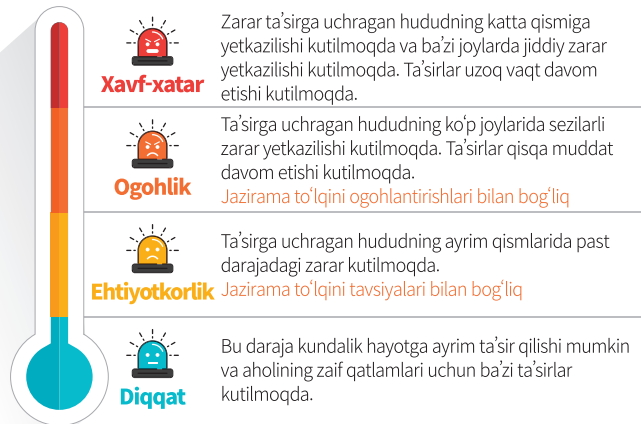 Zarar ta’sirga uchragan hududning katta qismiga
yetkazilishi kutilmoqda va ba’zi joylarda jiddiy zarar
yetkazilishi kutilmoqda. Ta’sirlar uzoq vaqt davom
etishi kutilmoqda.
Xavf-xatar
Ta’sirga uchragan hududning ko‘p joylarida sezilarli
zarar yetkazilishi kutilmoqda. Ta’sirlar qisqa muddat
davom etishi kutilmoqda.
Jazirama to‘lqini ogohlantirishlari bilan bog‘liq
Ogohlik
Ta’sirga uchragan hududning ayrim qismlarida past
darajadagi zarar kutilmoqda.
Jazirama to‘lqini tavsiyalari bilan bog‘liq
Ehtiyotkorlik
Bu daraja kundalik hayotga ayrim ta’sir qilishi mumkin
va aholining zaif qatlamlari uchun ba’zi ta’sirlar
kutilmoqda.
Diqqat